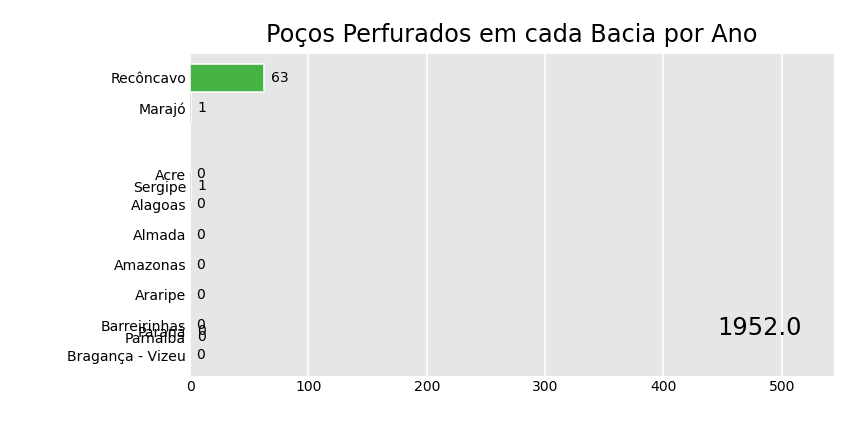 Poços Perfurados em cada Bacia por Ano
Recôncavo 63
Marajó 1
Acre 0
Sergipe 1
Alagoas 0
Almada 0
Amazonas 0
Araripe 0
Barreirinhas 0
Paraná 0
Parnaíba 0
Bragança - Vizeu 0
1952.0
0 100 200 300 400 500